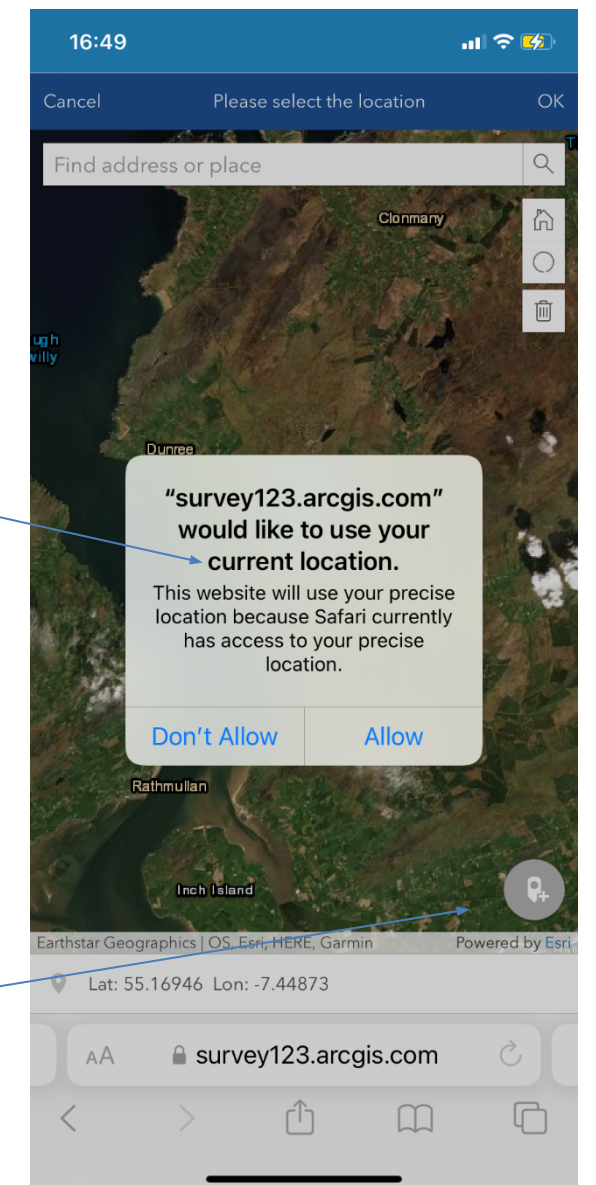 16:49
Cancel Please select the location OK
T
Find address or place
Clonmany
ugh
willy
Dunree
“survey123.arcgis.com”
would like to use your
current location.
This website will use your precise
location because Safari currently
has access to your precise
location.
Don’t Allow Allow
Rathmullan
Inch Island
Earthstar Geographics | OS, Esri, HERE, Garmin Powered by Esri
Lat: 55.16946 Lon: -7.44873
AA survey123.arcgis.com